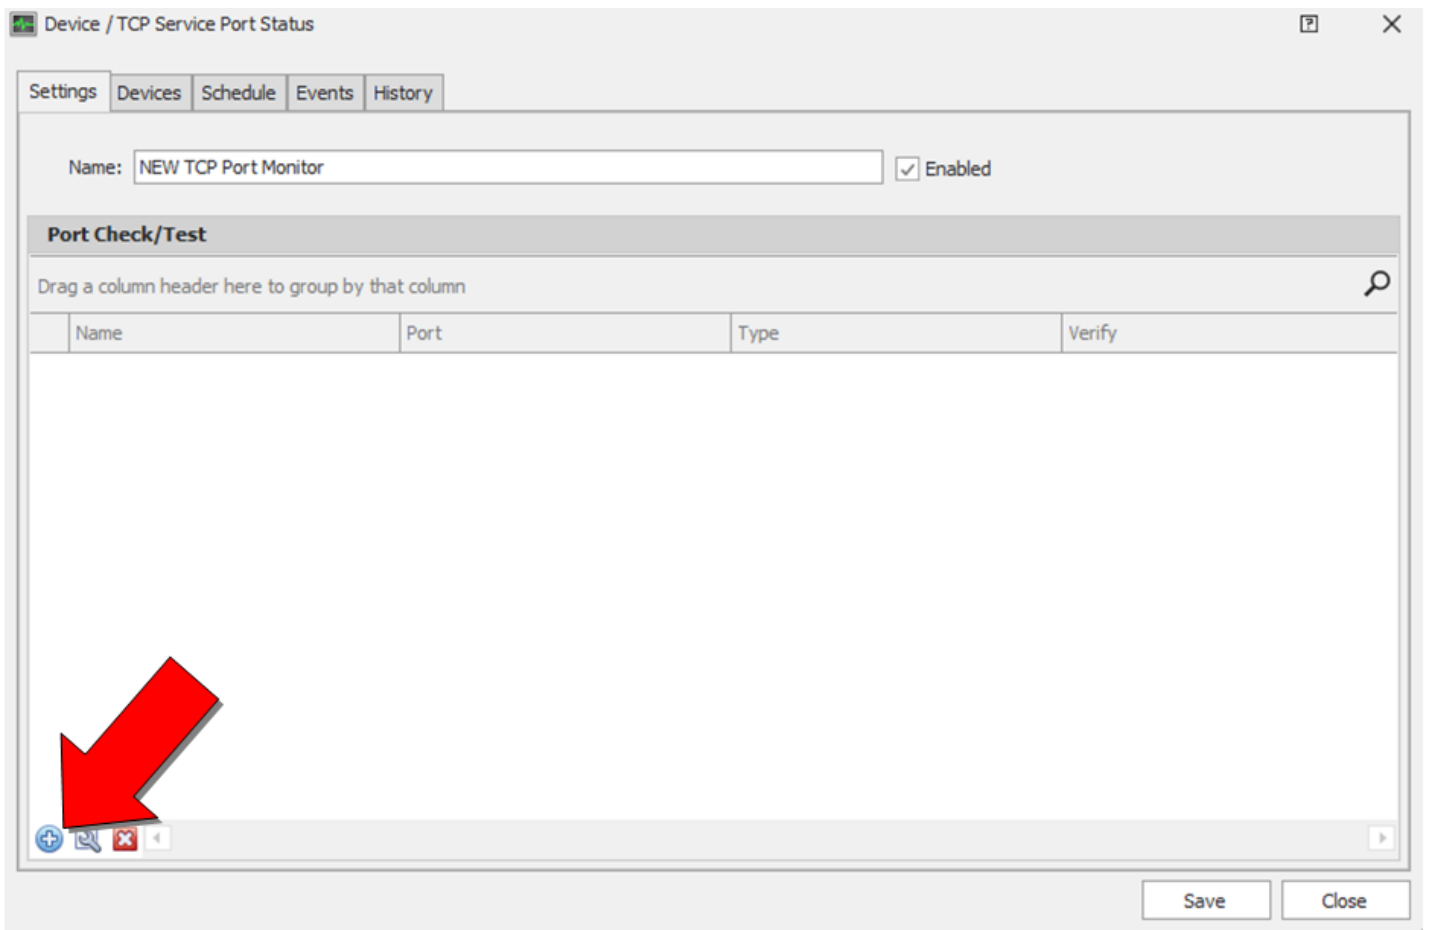 Device / TCP Service Port Status
Settings Devices Schedule Events History
Name: NEW TCP Port Monitor Enabled
Port Check/Test
Drag a column header here to group by that column
Name Port Type Verify
Save Close